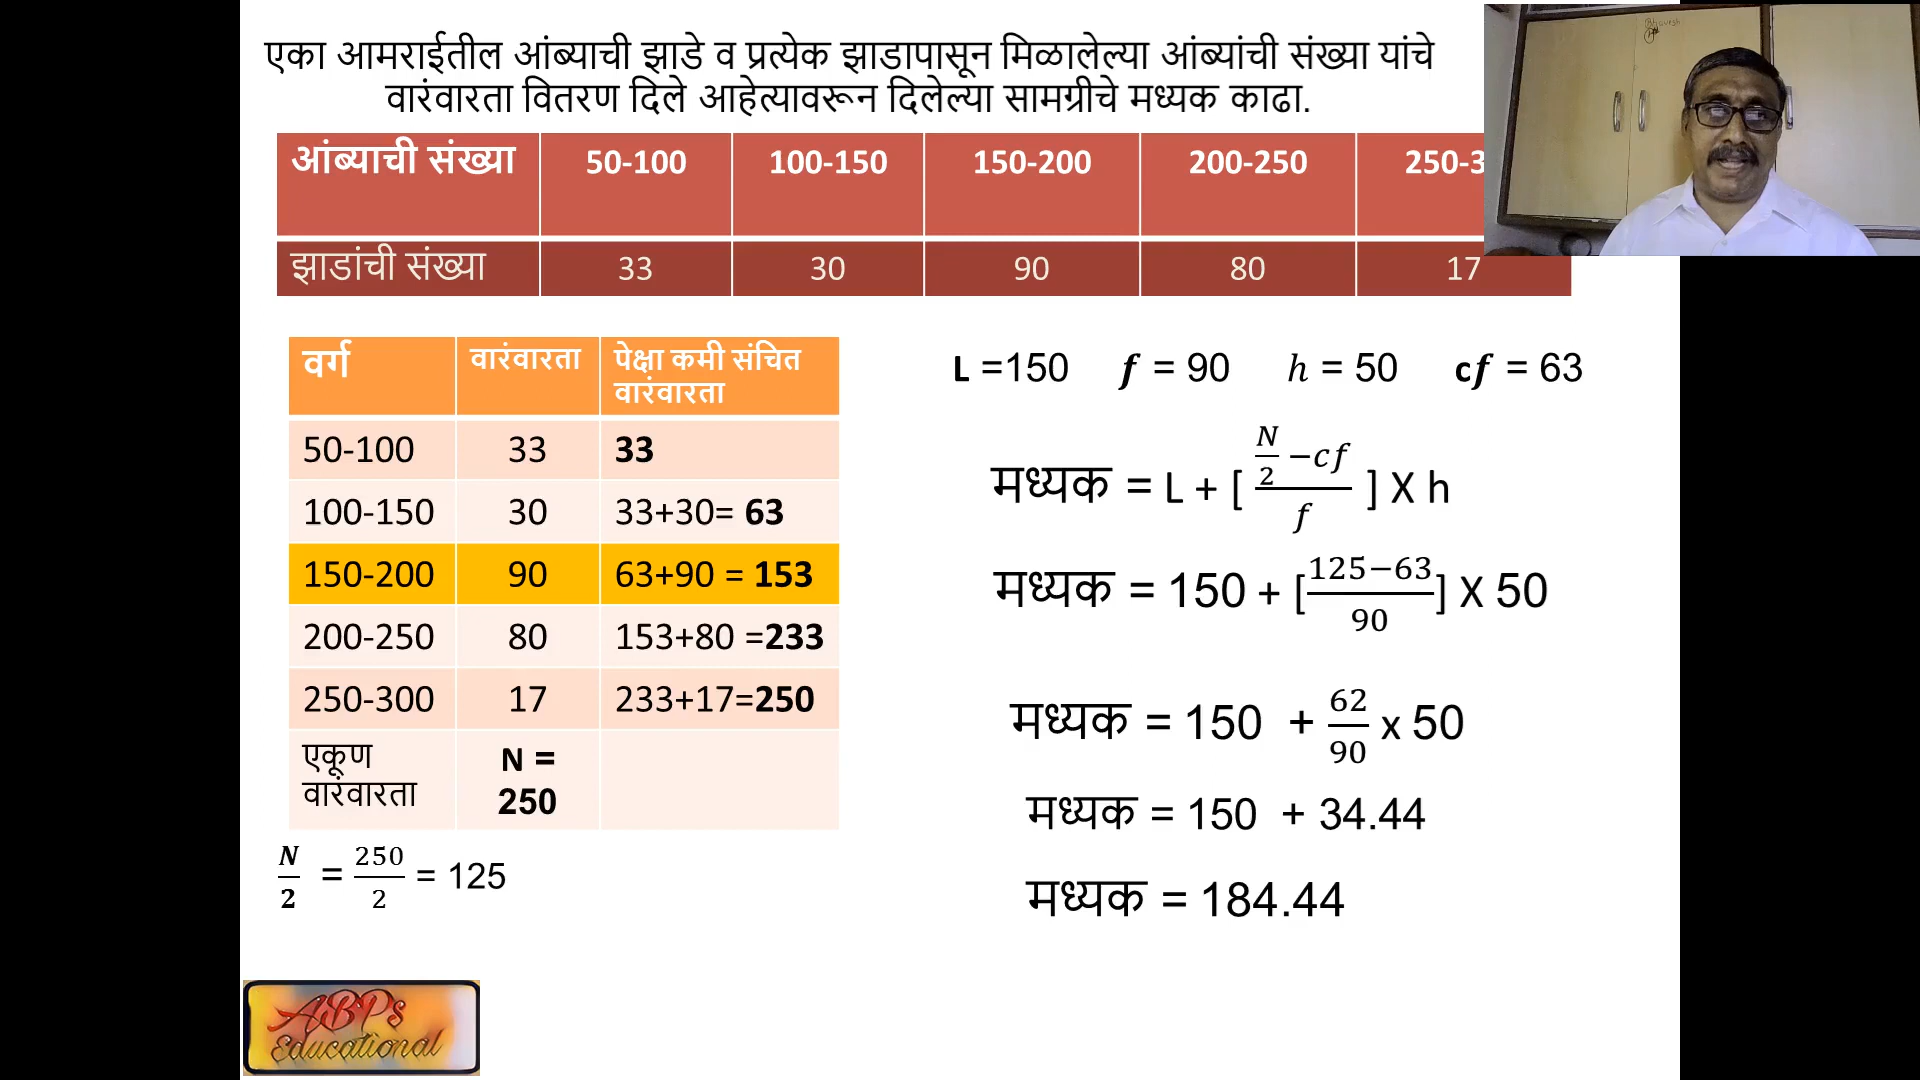 एका आमराईतील आंब्याची झाडे व प्रत्येक झाडापासून मिळालेल्या आंब्यांची संख्या यांचे
वारंवारता वितरण दिले आहेत्यावरून दिलेल्या सामग्रीचे मध्यक काढा.
आंब्याची संख्या 50-100 100-150 150-200 200-250 250-3
झाडांची संख्या 33 30 90 80 17
वर्ग वारंवारता पेक्षा कमी संचित
वारंवारता
50-100 33 33
100-150 30 33+30= 63
150-200 90 63+90 = 153
200-250 80 153+80 =233
250-300 17 233+17=250
एकूण वारंवारता N = 250
N/2 = 250/2 = 125
L =150 f = 90 h = 50 cf = 63
मध्यक = L + [ (N/2 −cf)/f ] X h
मध्यक = 150 + [(125−63)/90] X 50
मध्यक = 150 + 62/90 x 50
मध्यक = 150 + 34.44
मध्यक = 184.44
ABPs
Educational